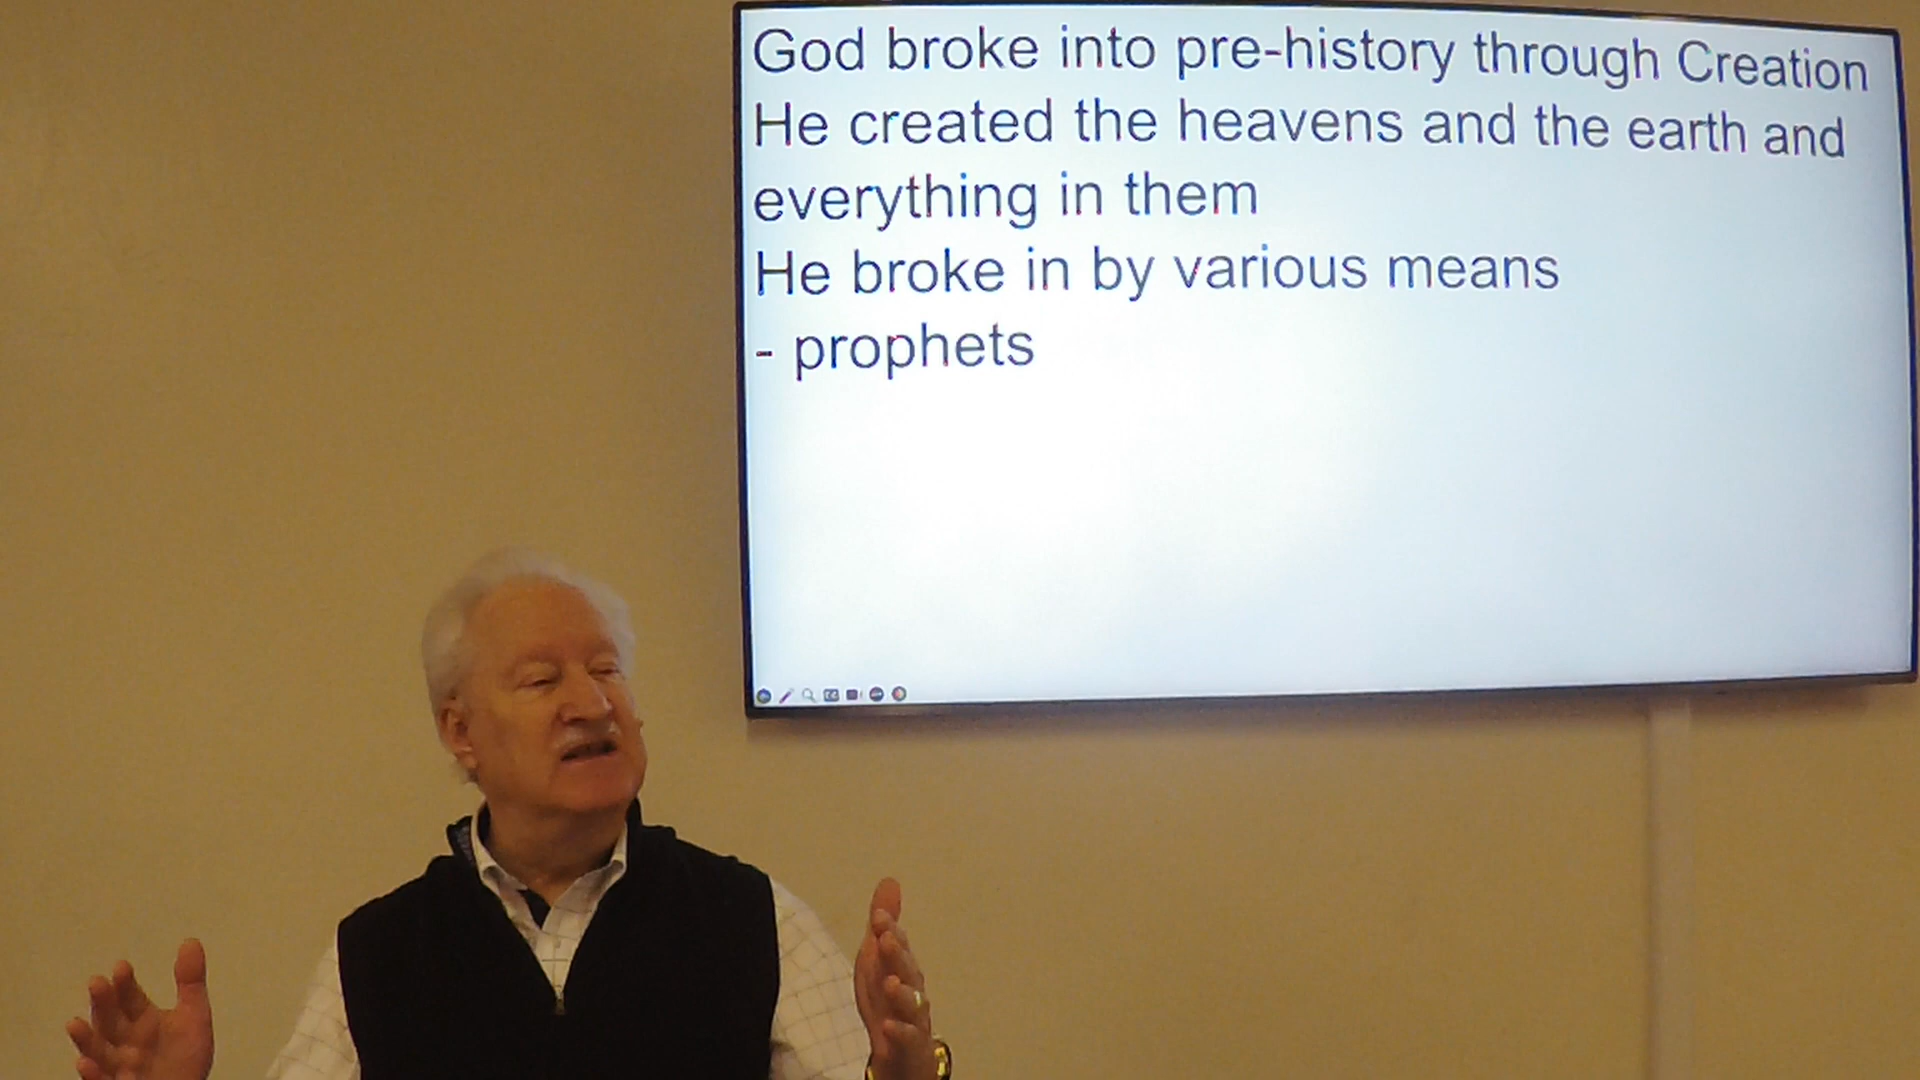 God broke into pre-history through Creation
He created the heavens and the earth and
everything in them
He broke in by various means
- prophets